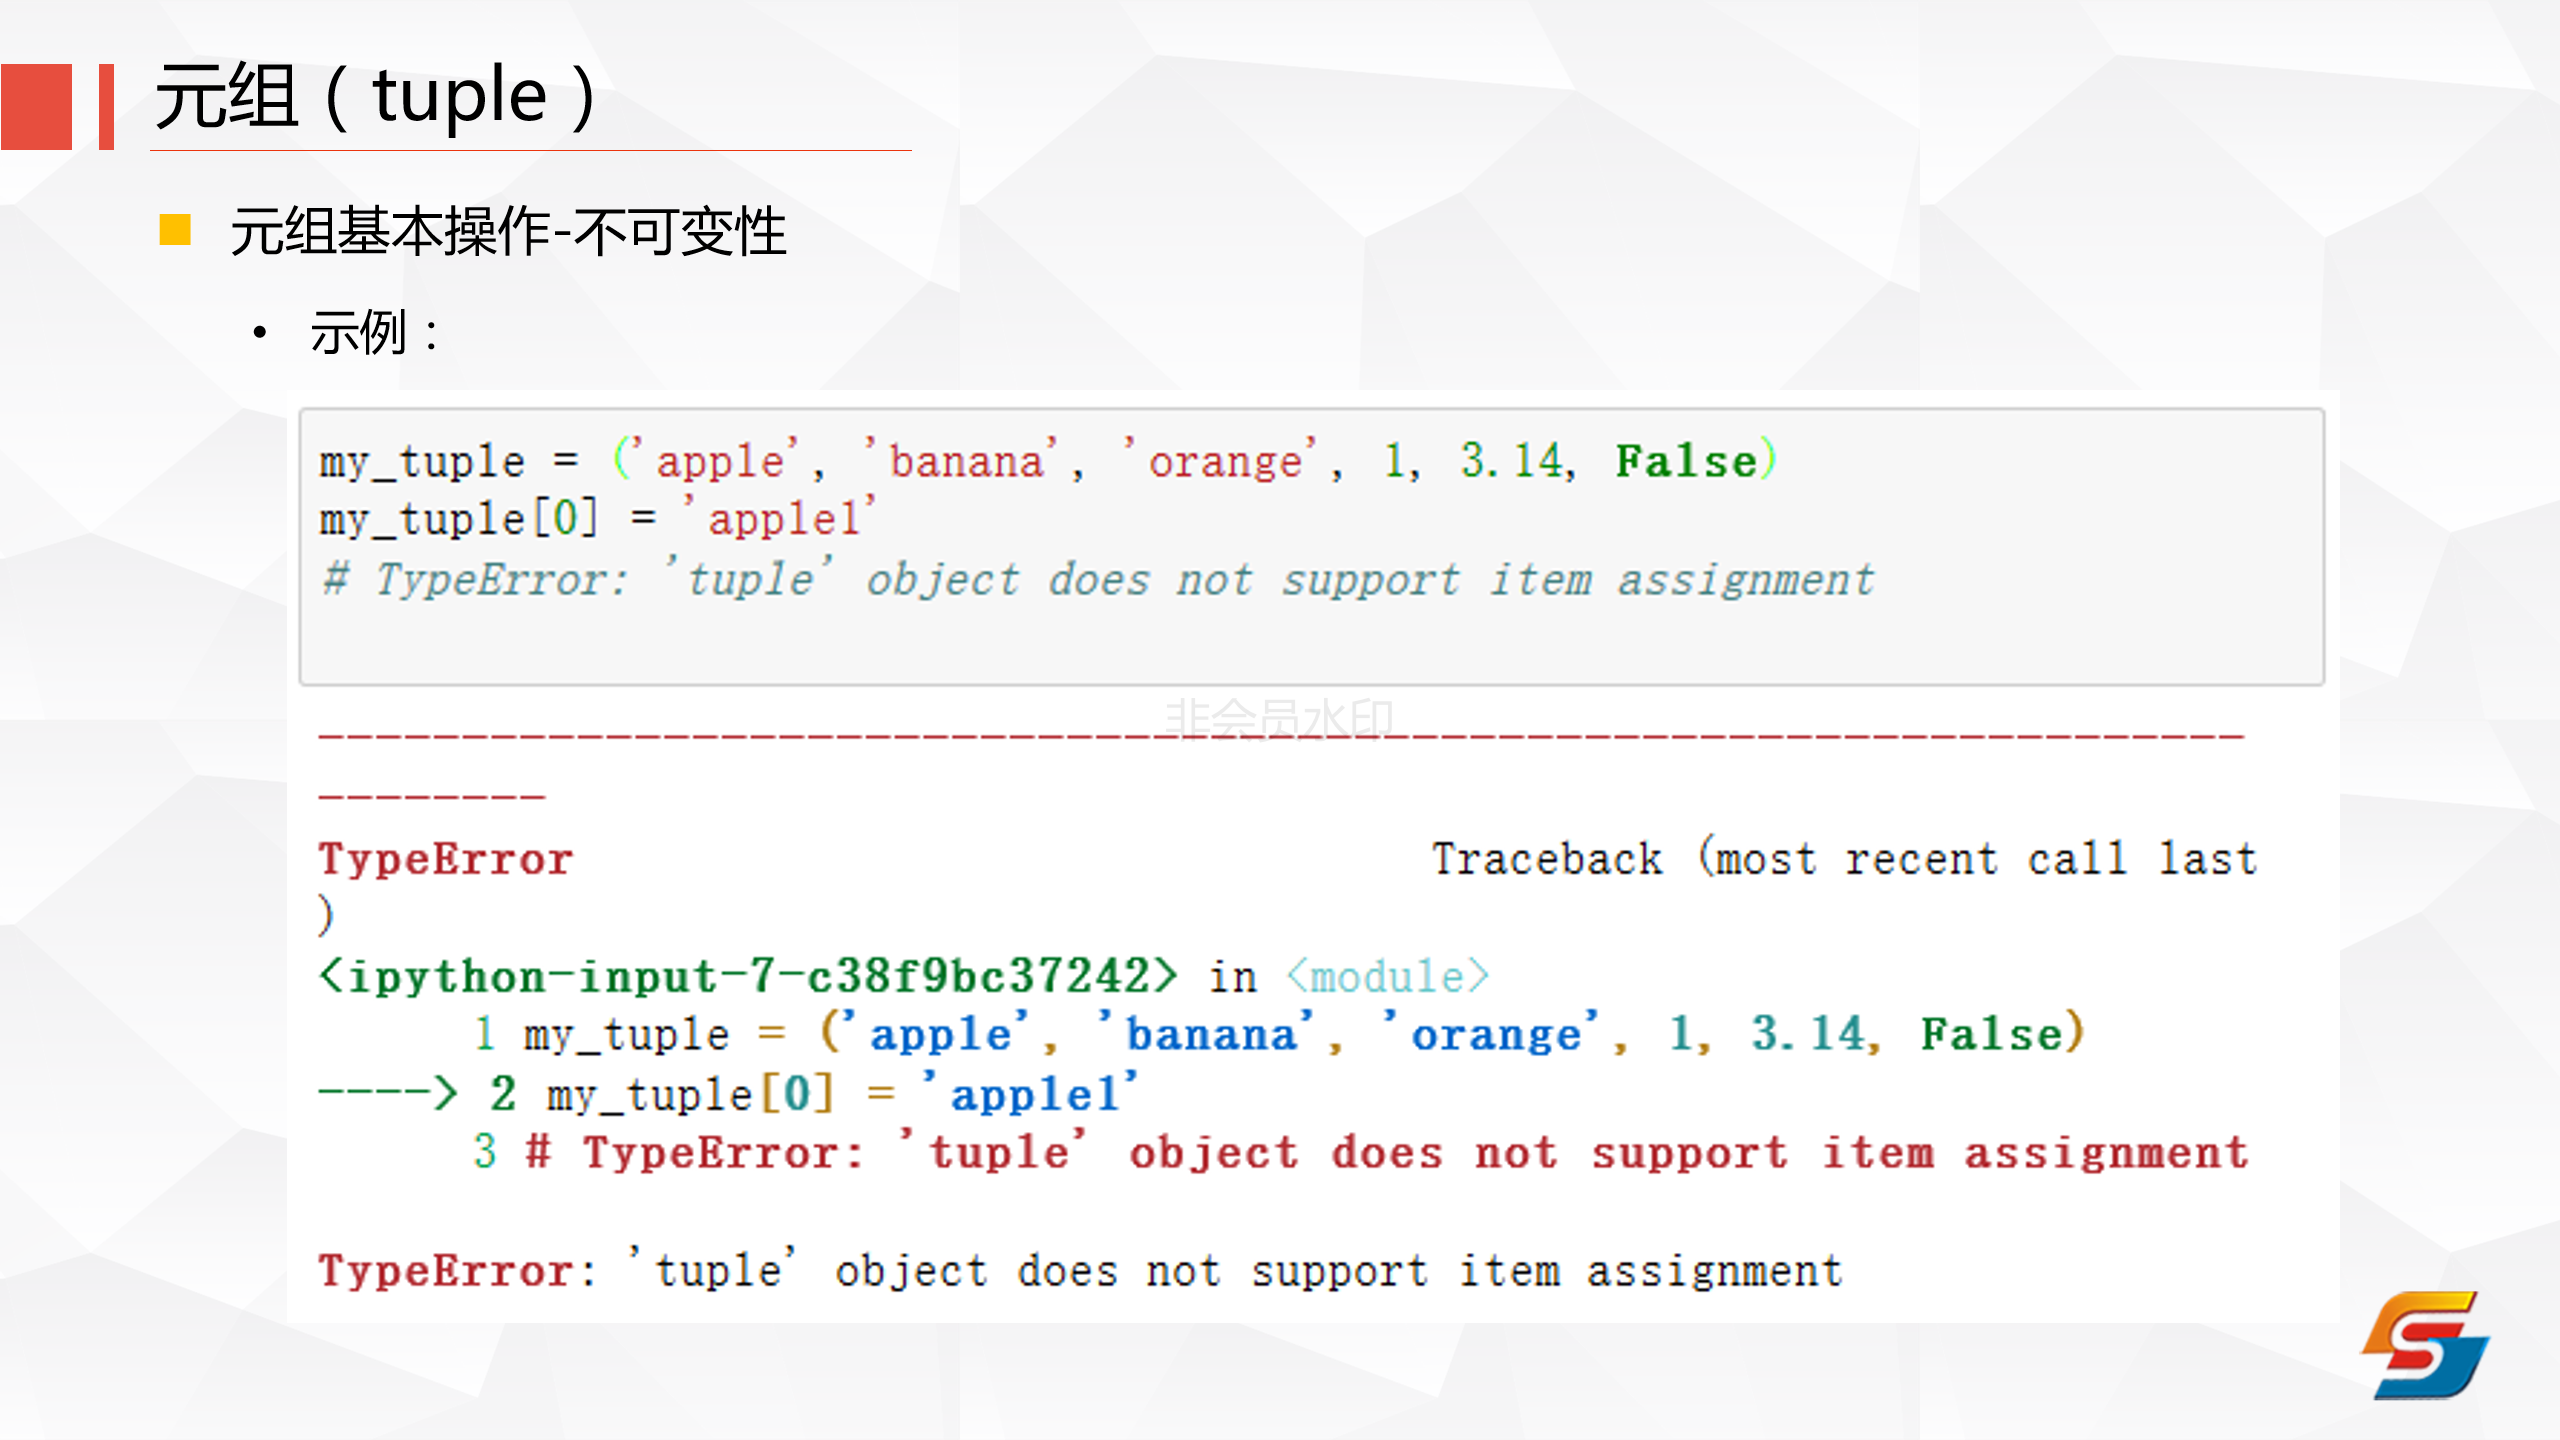 元组（tuple）
元组基本操作-不可变性
• 示例：
my_tuple = ('apple', 'banana', 'orange', 1, 3.14, False)
my_tuple[0] = 'apple1'
# TypeError: 'tuple' object does not support item assignment
非会员水印
-------------------------------------------------------------------
--------
TypeError                              Traceback (most recent call last
)
<ipython-input-7-c38f9bc37242> in <module>
      1 my_tuple = ('apple', 'banana', 'orange', 1, 3.14, False)
----> 2 my_tuple[0] = 'apple1'
      3 # TypeError: 'tuple' object does not support item assignment
TypeError: 'tuple' object does not support item assignment